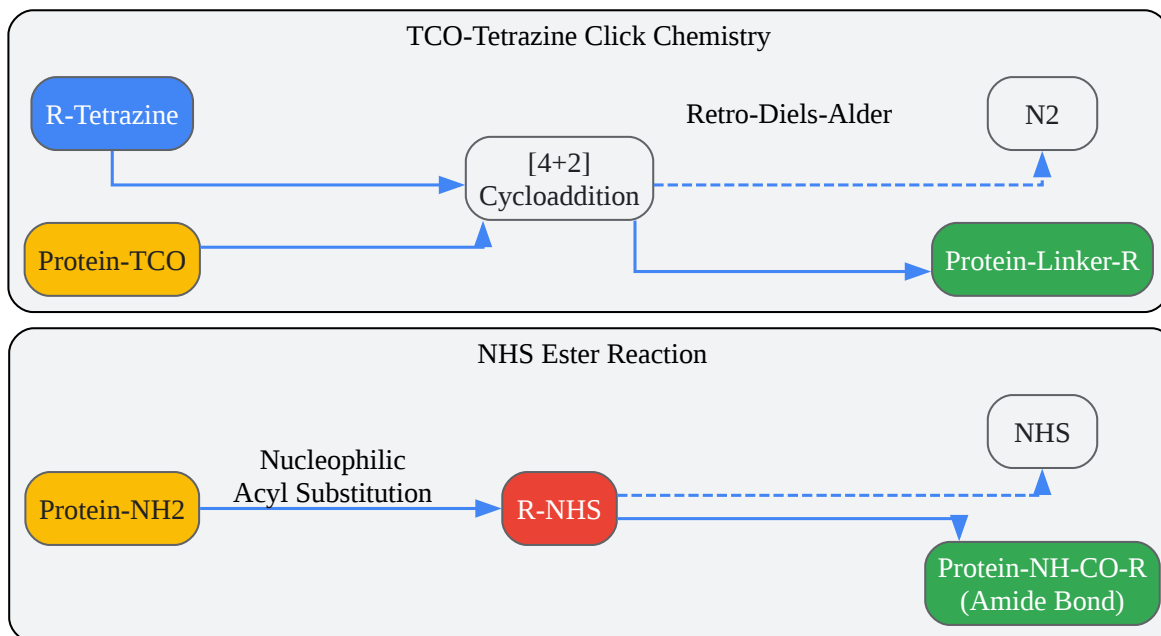 TCO-Tetrazine Click Chemistry
R-Tetrazine
Retro-Diels-Alder
N2
[4+2]
Cycloaddition
Protein-TCO
Protein-Linker-R
NHS Ester Reaction
NHS
Nucleophilic
Acyl Substitution
Protein-NH2
R-NHS
Protein-NH-CO-R
(Amide Bond)